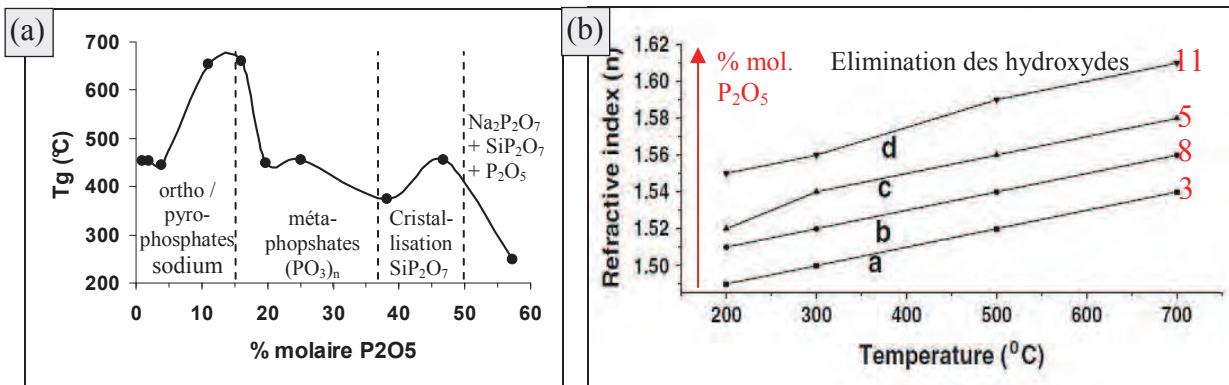 (a)
700
600
500
400
300
200
Tg (°C)
ortho /
pyro-
phosphates
sodium
méta-
phopshates
(PO3)n
Cristal-
lisation
SiP2O7
Na2P2O7
+ SiP2O7
+ P2O5
0 10 20 30 40 50 60
% molaire P2O5
(b)
1.62
1.60
1.58
1.56
1.54
1.52
1.50
Refractive index (n)
% mol.
P2O5
Elimination des hydroxydes
11
5
8
3
d
c
b
a
200 300 400 500 600 700
Temperature (⁰C)